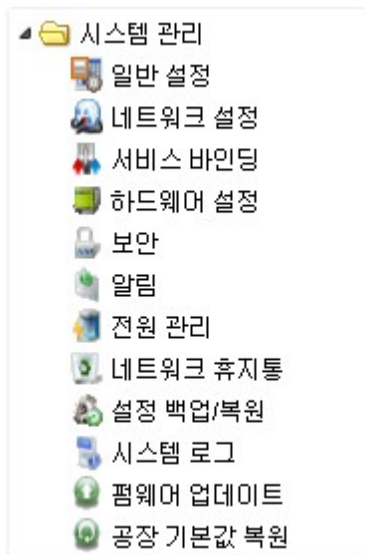 시스템 관리
일반 설정
네트워크 설정
서비스 바인딩
하드웨어 설정
보안
알림
전원 관리
네트워크 휴지통
설정 백업/복원
시스템 로그
펌웨어 업데이트
공장 기본값 복원